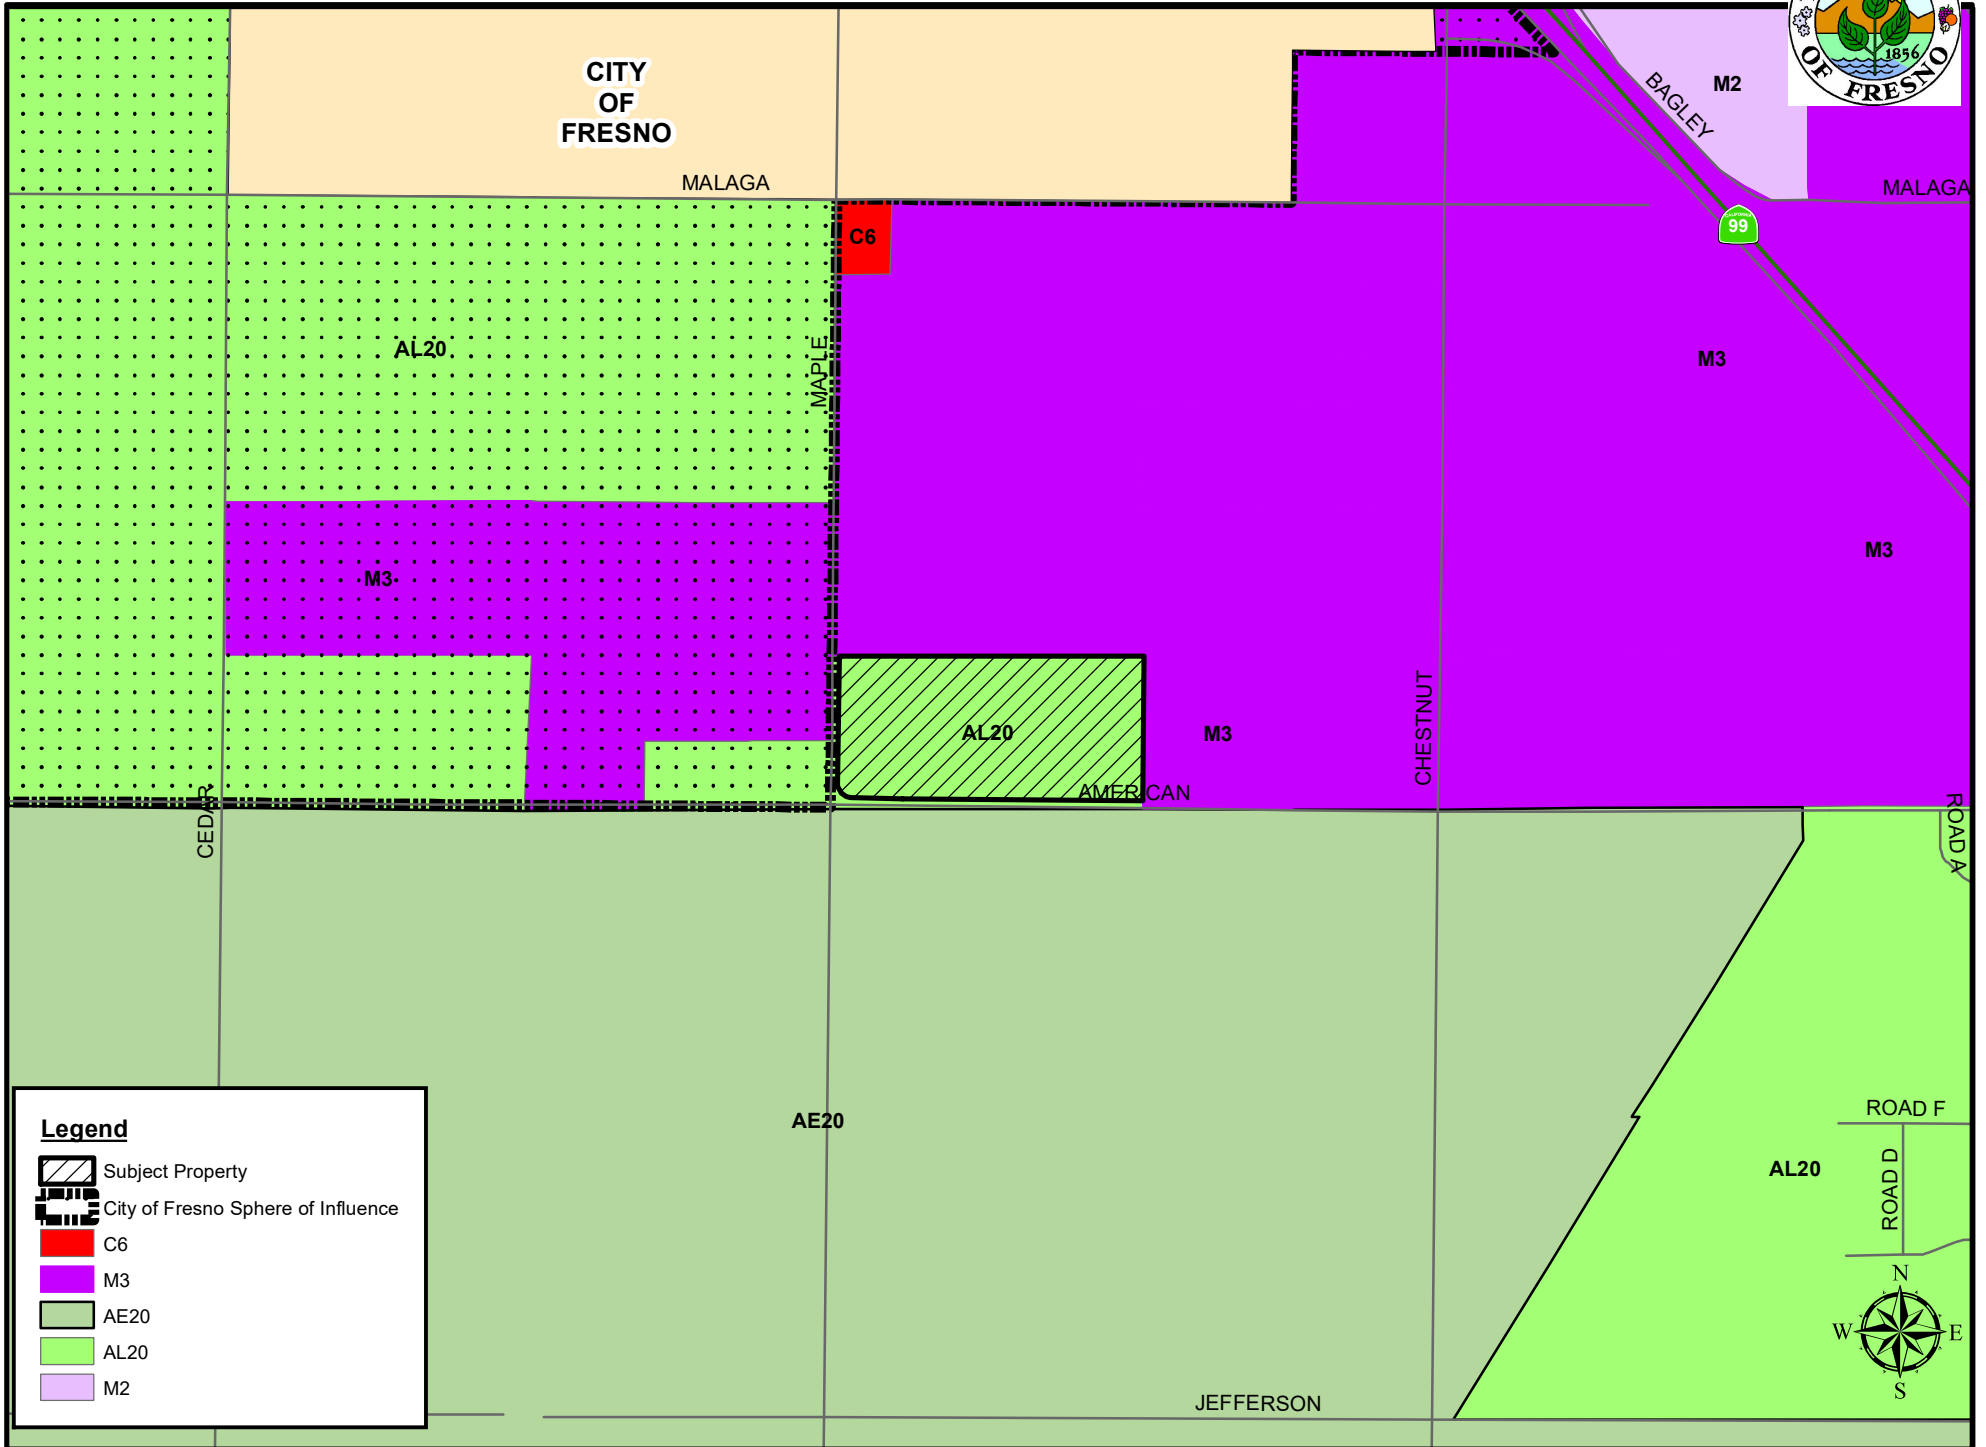 CITY
OF
FRESNO
1856
OF FRESNO
BAGLEY
M2
MALAGA
MALAGA
CALIFORNIA
99
C6
AL20
MAPLE
M3
M3
M3
M3
AL20
CHESTNUT
AMERICAN
CEDAR
ROAD A
AE20
ROAD F
AL20
ROAD D
N
W
E
S
JEFFERSON
Legend
Subject Property
City of Fresno Sphere of Influence
C6
M3
AE20
AL20
M2